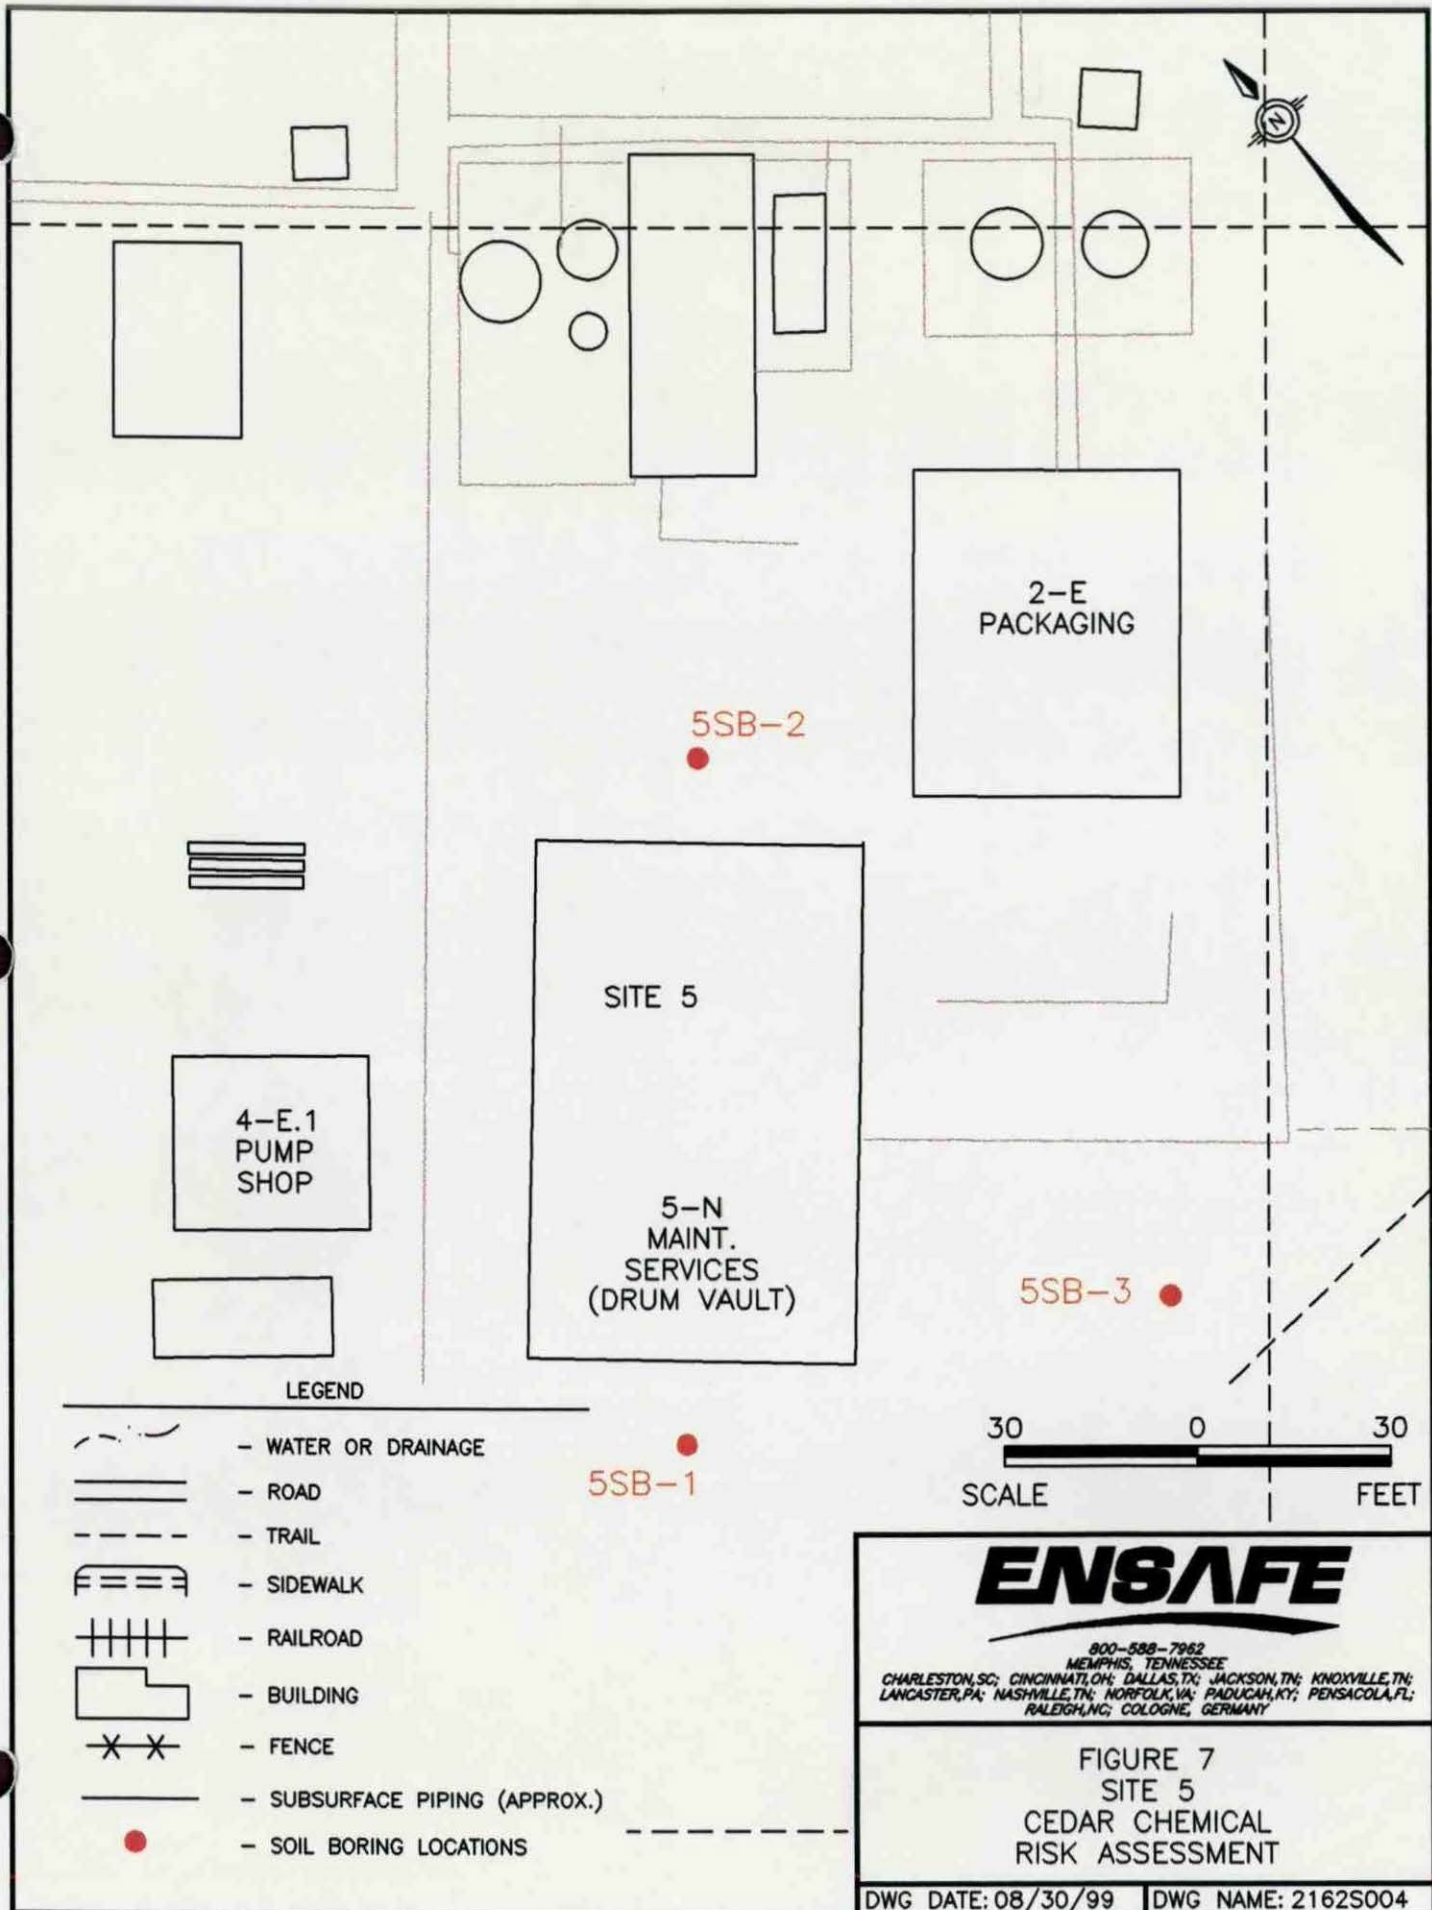 N
2-E
PACKAGING
5SB-2
SITE 5
4-E.1
PUMP
SHOP
5-N
MAINT.
SERVICES
(DRUM VAULT)
5SB-3
5SB-1
30 0 30
SCALE FEET
LEGEND
- WATER OR DRAINAGE
- ROAD
- TRAIL
- SIDEWALK
- RAILROAD
- BUILDING
- FENCE
- SUBSURFACE PIPING (APPROX.)
- SOIL BORING LOCATIONS
ENSAFE
800-588-7962
MEMPHIS, TENNESSEE
CHARLESTON,SC; CINCINNATI,OH; DALLAS,TX; JACKSON,TN; KNOXVILLE,TN;
LANCASTER,PA; NASHVILLE,TN; NORFOLK,VA; PADUCAH,KY; PENSACOLA,FL;
RALEIGH,NC; COLOGNE, GERMANY
FIGURE 7
SITE 5
CEDAR CHEMICAL
RISK ASSESSMENT
DWG DATE: 08/30/99 DWG NAME: 2162S004